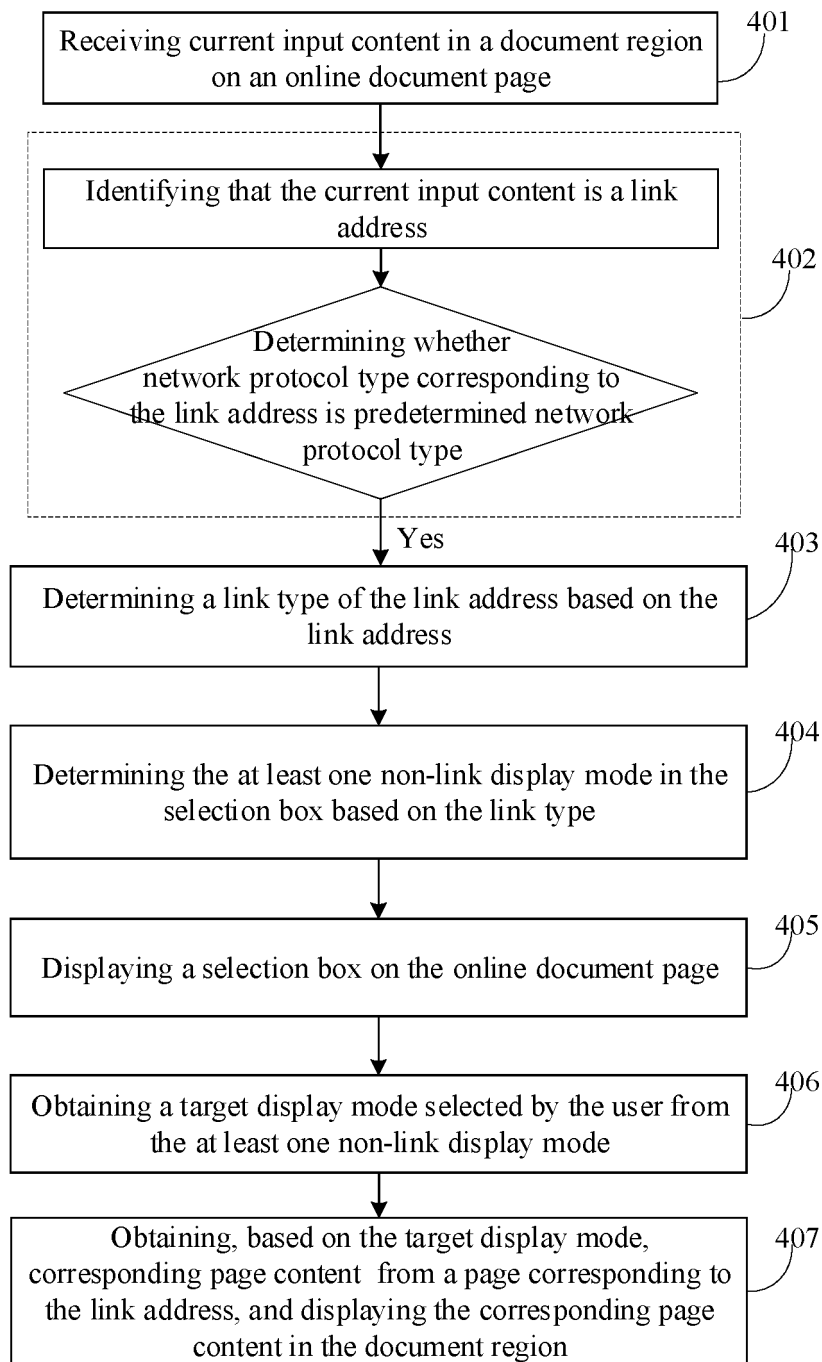 401
Receiving current input content in a document region
on an online document page
Identifying that the current input content is a link
address
402
Determining whether
network protocol type corresponding to
the link address is predetermined network
protocol type
Yes
403
Determining a link type of the link address based on the
link address
404
Determining the at least one non-link display mode in the
selection box based on the link type
405
Displaying a selection box on the online document page
406
Obtaining a target display mode selected by the user from
the at least one non-link display mode
407
Obtaining, based on the target display mode,
corresponding page content from a page corresponding to
the link address, and displaying the corresponding page
content in the document region